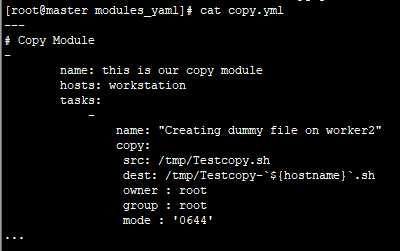 [root@master modules_yaml]# cat copy.yml
---
# Copy Module
-
name: this is our copy module
hosts: workstation
tasks:
-
name: "Creating dummy file on worker2"
copy:
src: /tmp/Testcopy.sh
dest: /tmp/Testcopy-`${hostname}`.sh
owner : root
group : root
mode : '0644'
...